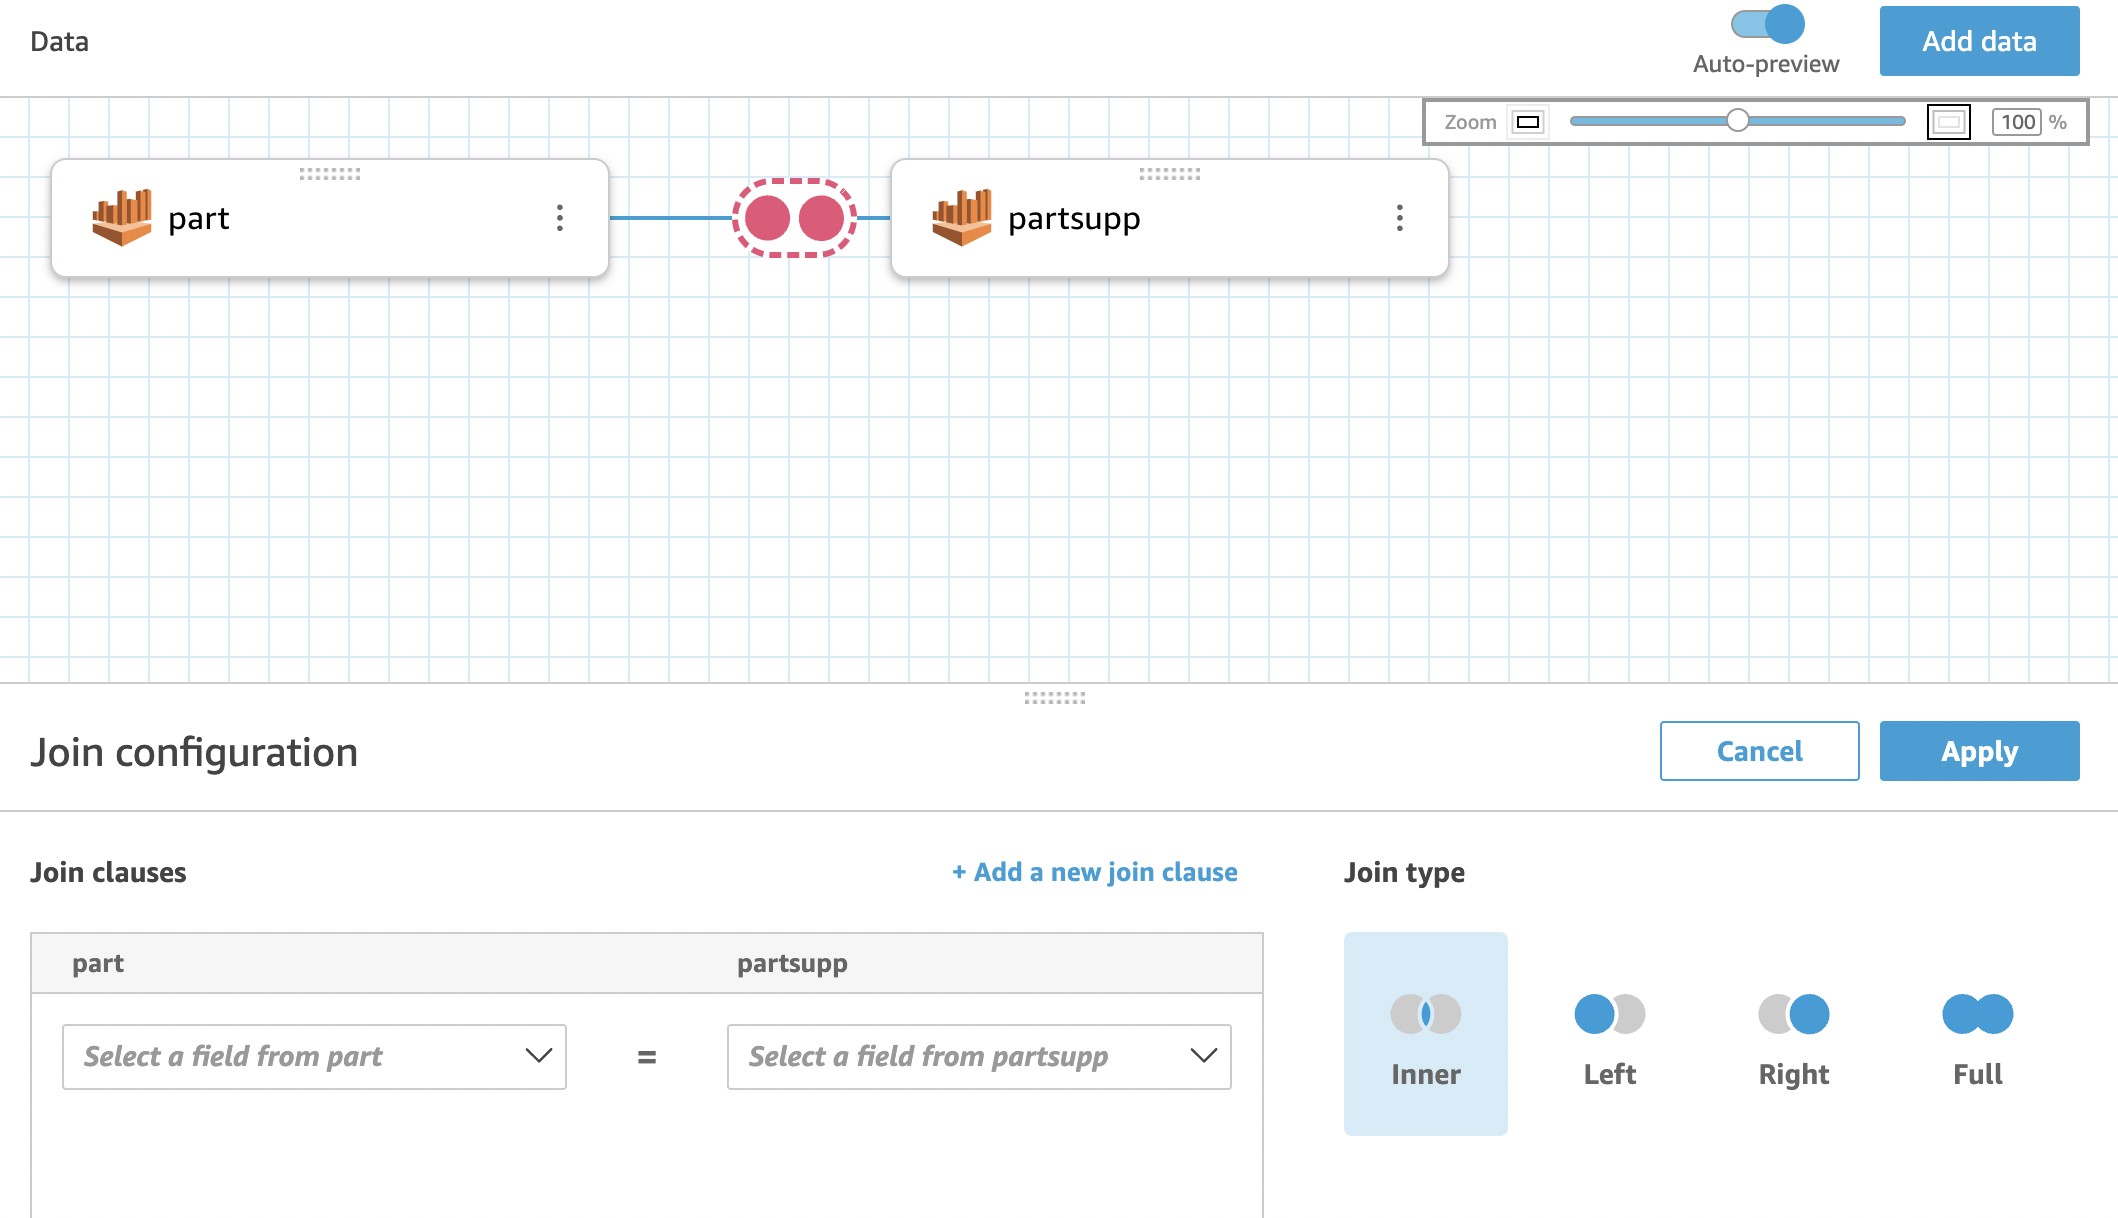 Data
Auto-preview
Add data
Zoom
100 %
part
partsupp
Join configuration
Cancel
Apply
Join clauses
+ Add a new join clause
Join type
part
partsupp
Select a field from part
=
Select a field from partsupp
Inner
Left
Right
Full